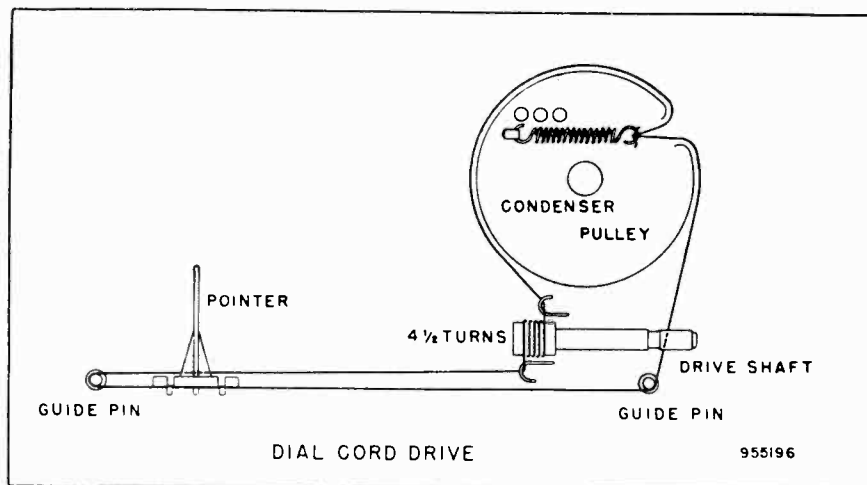 CONDENSER
PULLEY
POINTER
4 ½ TURNS
DRIVE SHAFT
GUIDE PIN
GUIDE PIN
DIAL CORD DRIVE
955196